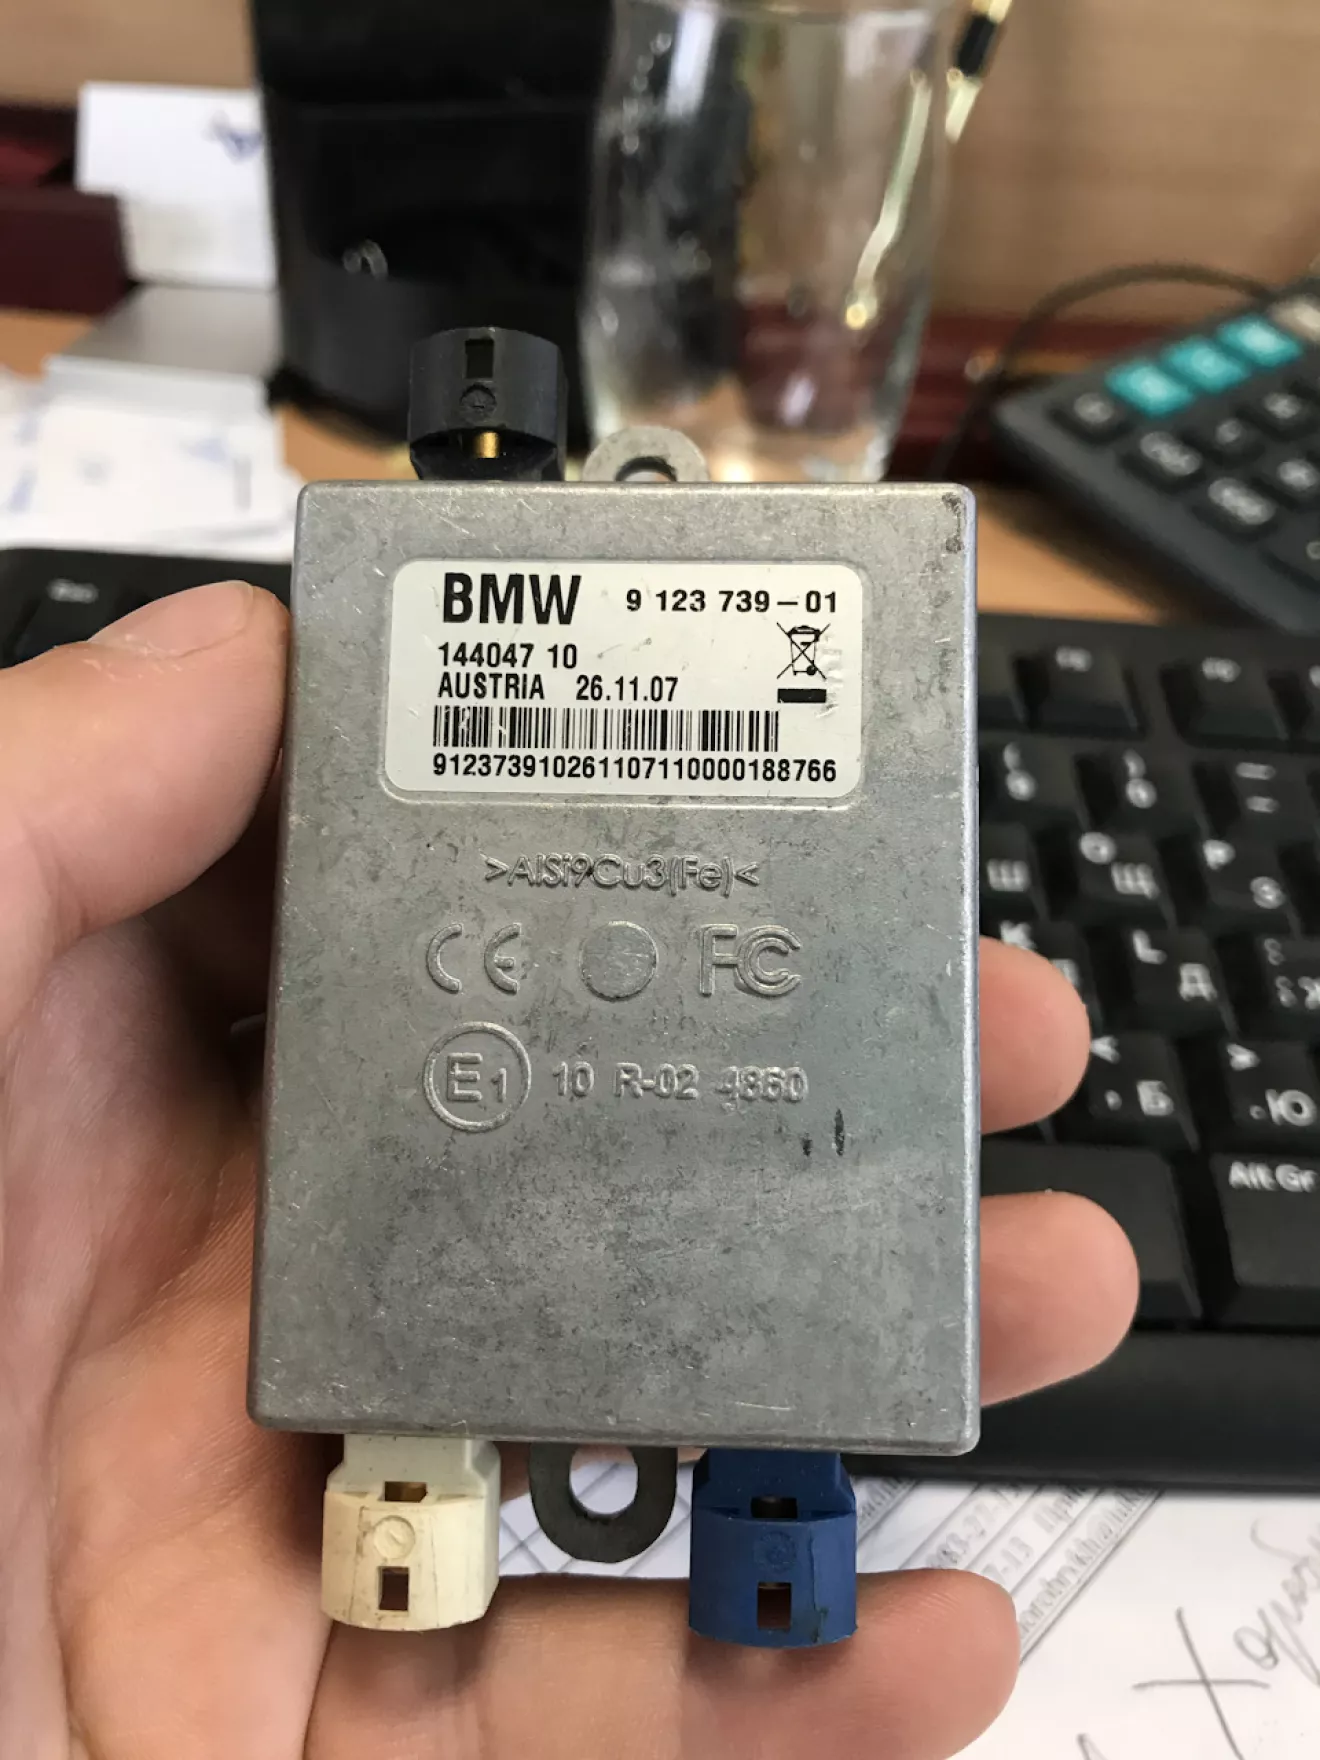 BMW 9 123 739-01
144047 10
AUSTRIA 26.11.07
912373910261107110000188766
>AlSi9Cu3(Fe)<
CE FC
E1 10 R-02 4860
Ш
О Щ
Р
К
L Д
< , Б
> . Ю
Alt Gr